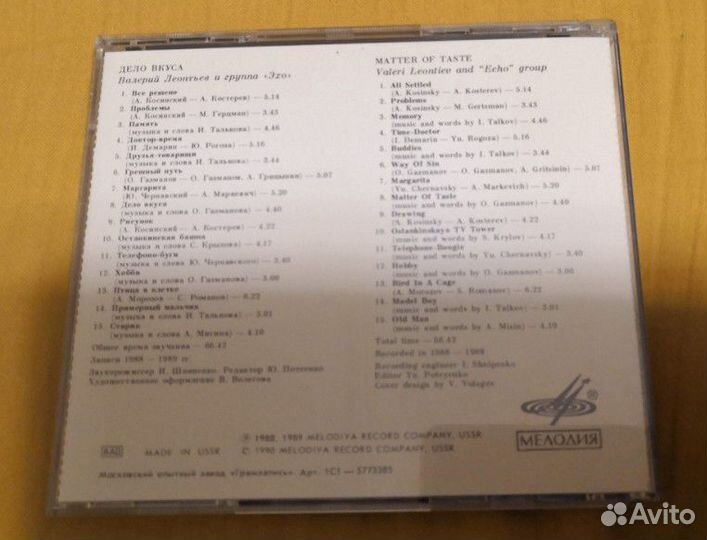 ДЕЛО ВКУСА
Валерий Леонтьев и группа «Эхо»
1. Все решено
(А. Косинский — А. Костерев) — 5.14
2. Проблемы
(А. Косинский — М. Герцман) — 3.43
3. Память
(музыка и слова И. Талькова) — 4.46
4. Доктор-время
(И. Демарин — Ю. Рогоза) — 5.16
5. Друзья-товарищи
(музыка и слова И. Талькова) — 3.44
6. Грешный путь
(О. Газманов — О. Газманов, А. Грицынин) — 5.07
7. Маргарита
(Ю. Чернавский — А. Маркевич) — 5.20
8. Дело вкуса
(музыка и слова О. Газманова) — 4.40
9. Рисунок
(А. Косинский — А. Костерев) — 4.22
10. Останкинская башня
(музыка и слова С. Крылова) — 4.17
11. Телефоно-буги
(музыка и слова Ю. Чернавского) — 3.40
12. Хобби
(музыка и слова О. Газманова) — 3.00
13. Птица в клетке
(А. Морозов — С. Романов) — 6.22
14. Примерный мальчик
(музыка и слова И. Талькова) — 5.01
15. Старик
(музыка и слова А. Мисина) — 4.10
Общее время звучания — 66.47
Записи 1988 — 1989 гг
Звукорежиссер И. Шпиленко. Редактор Ю. Потеенко
Художественное оформление В. Волегова
MATTER OF TASTE
Valeri Leontiev and "Echo" group
1. All Settled
(A. Kosinsky — A. Kosterev) — 5.14
2. Problems
(A. Kosinsky — M. Gertsman) — 3.43
3. Memory
(music and words by I. Talkov) — 4.46
4. Time-Doctor
(I. Demarin — Yu. Rogoza) — 5.16
5. Buddies
(music and words by I. Talkov) — 3.44
6. Way Of Sin
(O. Gazmanov — O. Gazmanov, A. Gritsinin) — 5.07
7. Margarita
(Yu. Chernavsky — A. Markevich) — 5.20
8. Matter Of Taste
(music and words by O. Gazmanov) — 4.40
9. Drawing
(A. Kosinsky — A. Kosterev) — 4.22
10. Ostankinskaya TV Tower
(music and words by S. Krylov) — 4.17
11. Telephone-Boogie
(music and words by Yu. Chernavsky) — 3.40
12. Hobby
(music and words by O. Gazmanov) — 3.00
13. Bird In A Cage
(A. Morozov — S. Romanov) — 6.22
14. Model Boy
(music and words by I. Talkov) — 5.01
15. Old Man
(music and words by A. Misin) — 4.10
Total time — 66.47
Recorded in 1988 — 1989
Recording engineer I.
Editor Yu. Poteyenko
Cover design by V.
МЕЛОДИЯ
AAD
MADE IN USSR
Ⓟ 1988, 1989 MELODIYA RECORD COMPANY, USSR
© 1990 MELODIYA RECORD COMPANY, USSR
Московский опытный завод «Грамзапись» Арт. 1С1 — 5773385
Avito